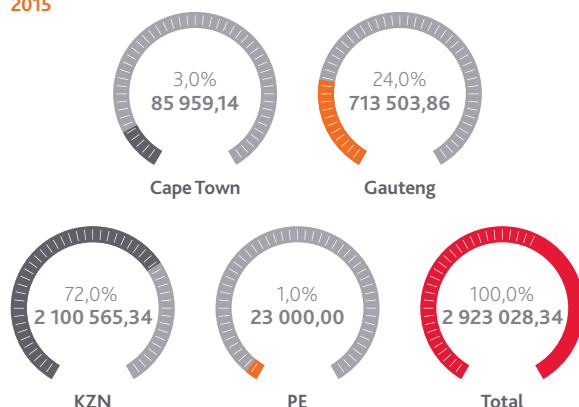 2015
3,0%
85 959,14
Cape Town
24,0%
713 503,86
Gauteng
72,0%
2 100 565,34
KZN
1,0%
23 000,00
PE
100,0%
2 923 028,34
Total